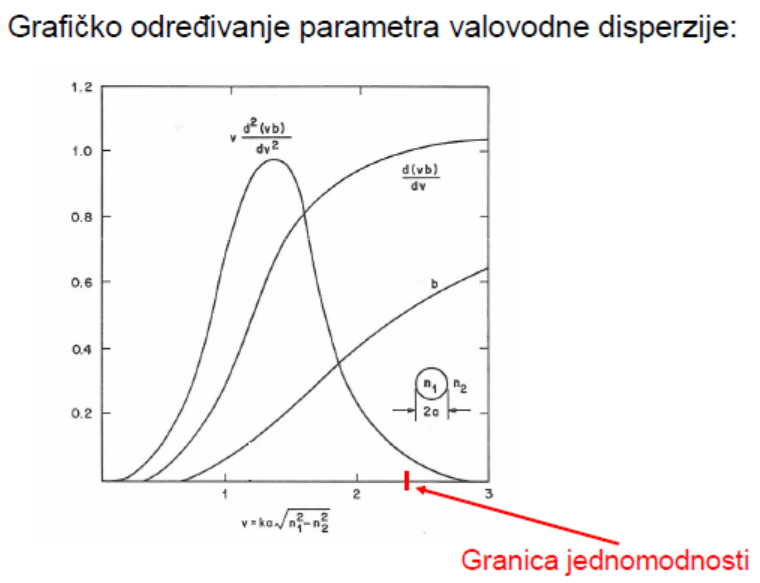 Grafičko određivanje parametra valovodne disperzije:
1.2
v d²(vb)/dv²
1.0
d(vb)/dv
0.8
0.6
b
0.4
n₁ n₂
0.2
2a
1 2 3
v = ka√n₁²-n₂²
Granica jednomodnosti